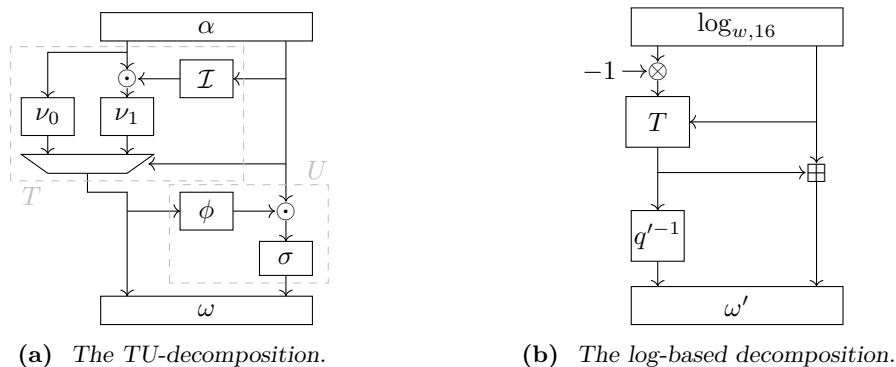 α
⊙
𝓘
ν₀
ν₁
T
U
ϕ
⊙
σ
ω
(a) The TU-decomposition.
log_{w,16}
−1
⊗
T
⊞
q′⁻¹
ω′
(b) The log-based decomposition.